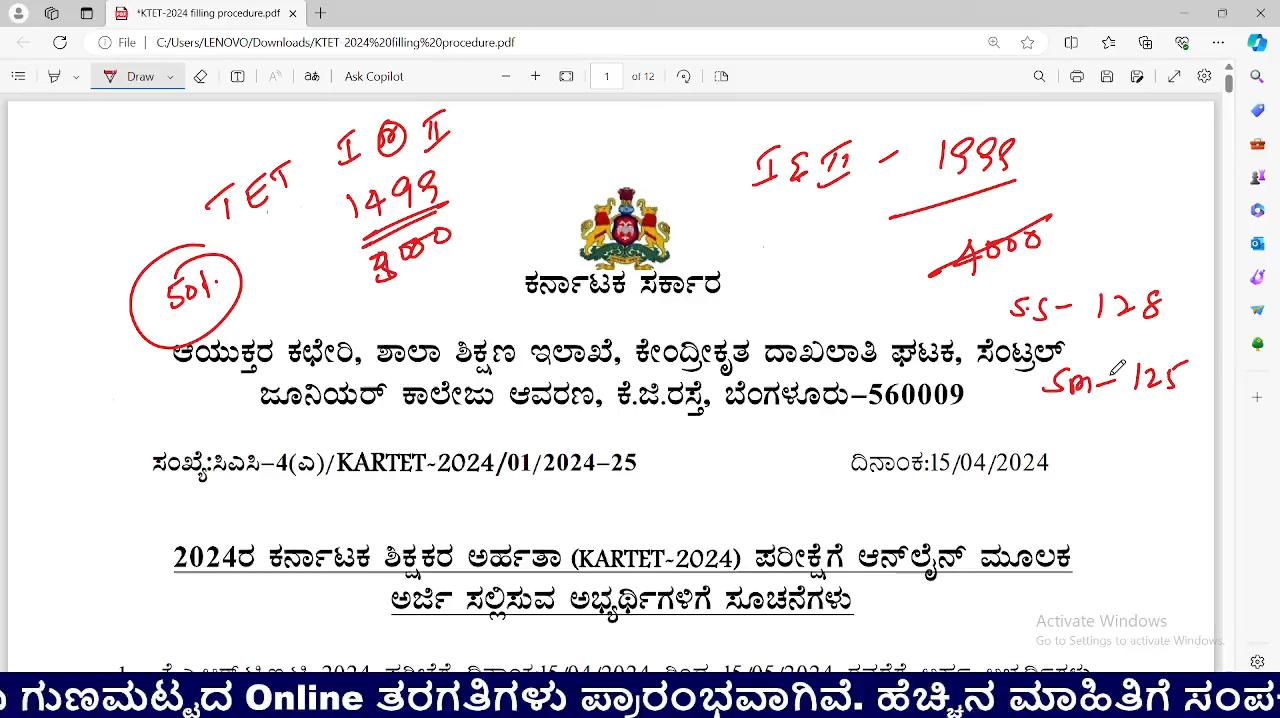 *KTET-2024 filling procedure.pdf
File C:/Users/LENOVO/Downloads/KTET-2024%20filling%20procedure.pdf
Draw Ask Copilot 1 of 12
TET I or II
1499
3000
50%
I & II - 1999
4000
S.S - 128
Sm - 125
ಕರ್ನಾಟಕ ಸರ್ಕಾರ
ಆಯುಕ್ತರ ಕಛೇರಿ, ಶಾಲಾ ಶಿಕ್ಷಣ ಇಲಾಖೆ, ಕೇಂದ್ರೀಕೃತ ದಾಖಲಾತಿ ಘಟಕ, ಸೆಂಟ್ರಲ್
ಜೂನಿಯರ್ ಕಾಲೇಜು ಆವರಣ, ಕೆ.ಜಿ.ರಸ್ತೆ, ಬೆಂಗಳೂರು-560009
ಸಂಖ್ಯೆ:ಸಿಎಸಿ-4(ಎ)/KARTET-2024/01/2024-25 ದಿನಾಂಕ:15/04/2024
2024ರ ಕರ್ನಾಟಕ ಶಿಕ್ಷಕರ ಅರ್ಹತಾ (KARTET-2024) ಪರೀಕ್ಷೆಗೆ ಆನ್‌ಲೈನ್ ಮೂಲಕ
ಅರ್ಜಿ ಸಲ್ಲಿಸುವ ಅಭ್ಯರ್ಥಿಗಳಿಗೆ ಸೂಚನೆಗಳು
Activate Windows
Go to Settings to activate Windows.
ಗುಣಮಟ್ಟದ Online ತರಗತಿಗಳು ಪ್ರಾರಂಭವಾಗಿವೆ. ಹೆಚ್ಚಿನ ಮಾಹಿತಿಗೆ ಸಂಪ